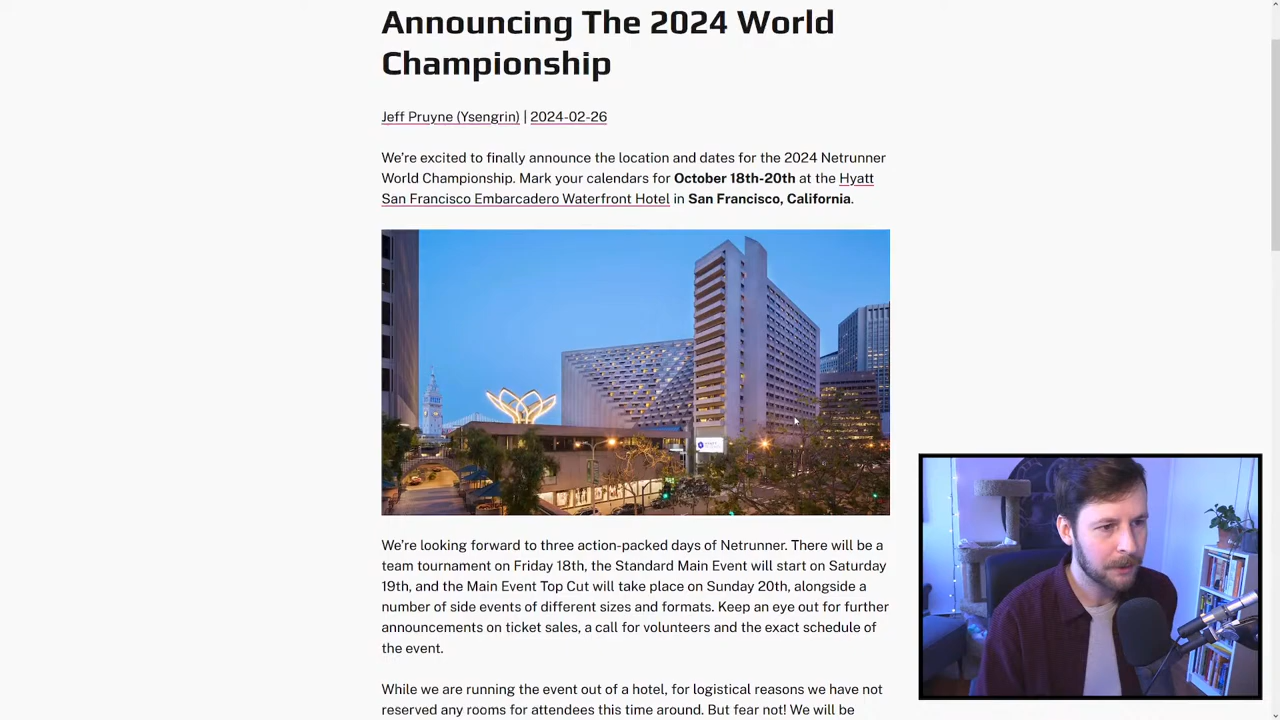 Announcing The 2024 World
Championship
Jeff Pruyne (Ysengrin) | 2024-02-26
We’re excited to finally announce the location and dates for the 2024 Netrunner
World Championship. Mark your calendars for October 18th-20th at the Hyatt
San Francisco Embarcadero Waterfront Hotel in San Francisco, California.
We’re looking forward to three action-packed days of Netrunner. There will be a
team tournament on Friday 18th, the Standard Main Event will start on Saturday
19th, and the Main Event Top Cut will take place on Sunday 20th, alongside a
number of side events of different sizes and formats. Keep an eye out for further
announcements on ticket sales, a call for volunteers and the exact schedule of
the event.
While we are running the event out of a hotel, for logistical reasons we have not
reserved any rooms for attendees this time around. But fear not! We will be